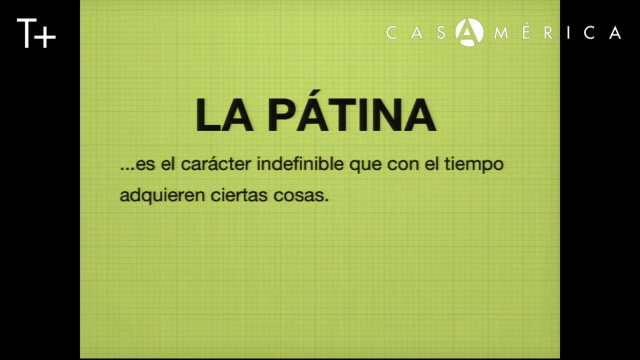 T+
CASAMÉRICA
LA PÁTINA
...es el carácter indefinible que con el tiempo
adquieren ciertas cosas.